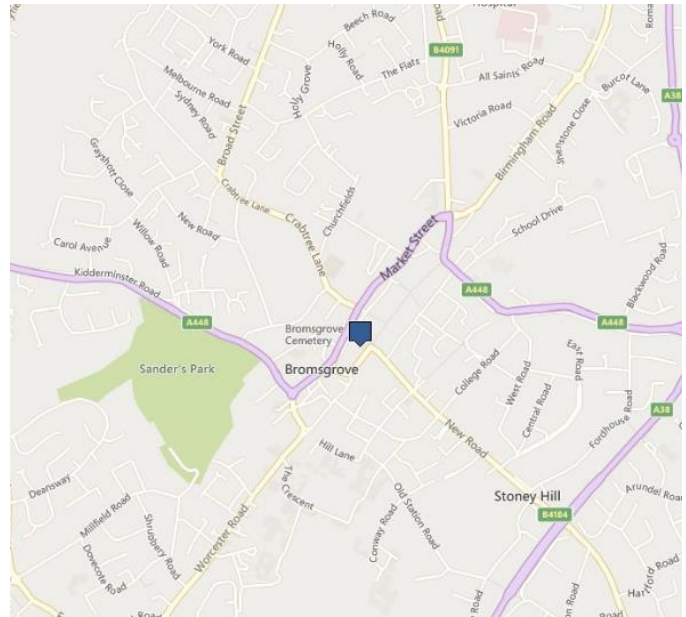 Hospital
Beech Road
Roma
York Road
Holly Road
B4091
Melbourne Road
The Flats
All Saints Road
Burcot Lane
A38
Holly Grove
Sydney Road
Broad Street
Victoria Road
Birmingham Road
Granstone Close
Grayshott Close
Crabtree Lane
Churchfields
Crabtree Lane
New Road
School Drive
Willow Road
Market Street
Carol Avenue
Kidderminster Road
Blackwood Road
A448
A448
A448
Bromsgrove
Cemetery
Sander's Park
Bromsgrove
College Road
East Road
West Road
Central Road
New Road
A38
Fordhouse Road
Hill Lane
Deansway
The Crescent
Stoney Hill
Arundel Road
Millfield Road
Old Station Road
B4184
Shrubbery Road
Worcester Road
Conway Road
Dovecote Road
Hartford Road